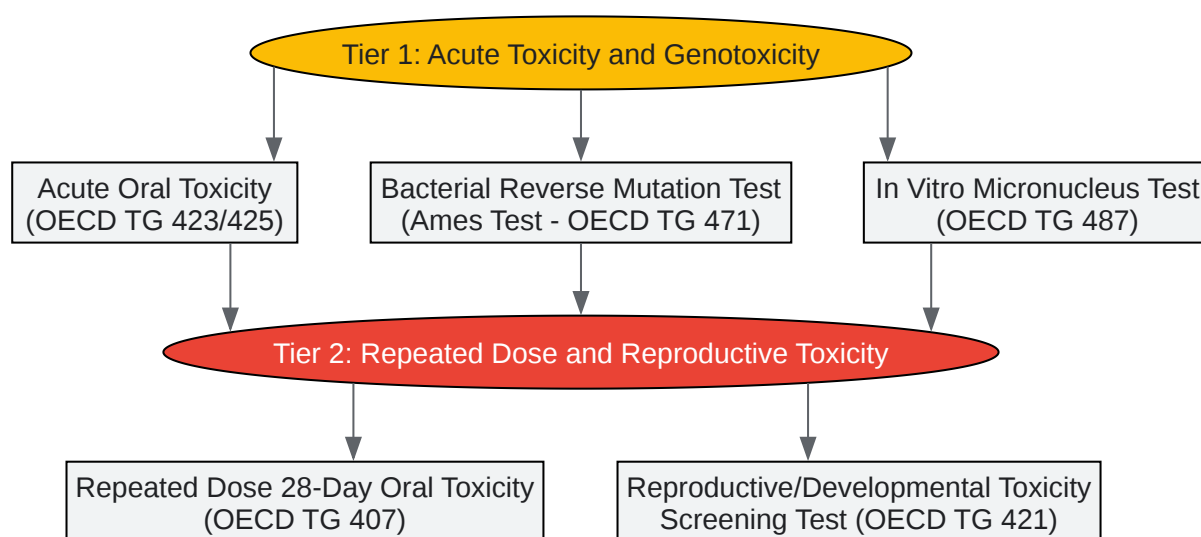 Tier 1: Acute Toxicity and Genotoxicity
Acute Oral Toxicity
(OECD TG 423/425)
Bacterial Reverse Mutation Test
(Ames Test - OECD TG 471)
In Vitro Micronucleus Test
(OECD TG 487)
Tier 2: Repeated Dose and Reproductive Toxicity
Repeated Dose 28-Day Oral Toxicity
(OECD TG 407)
Reproductive/Developmental Toxicity
Screening Test (OECD TG 421)